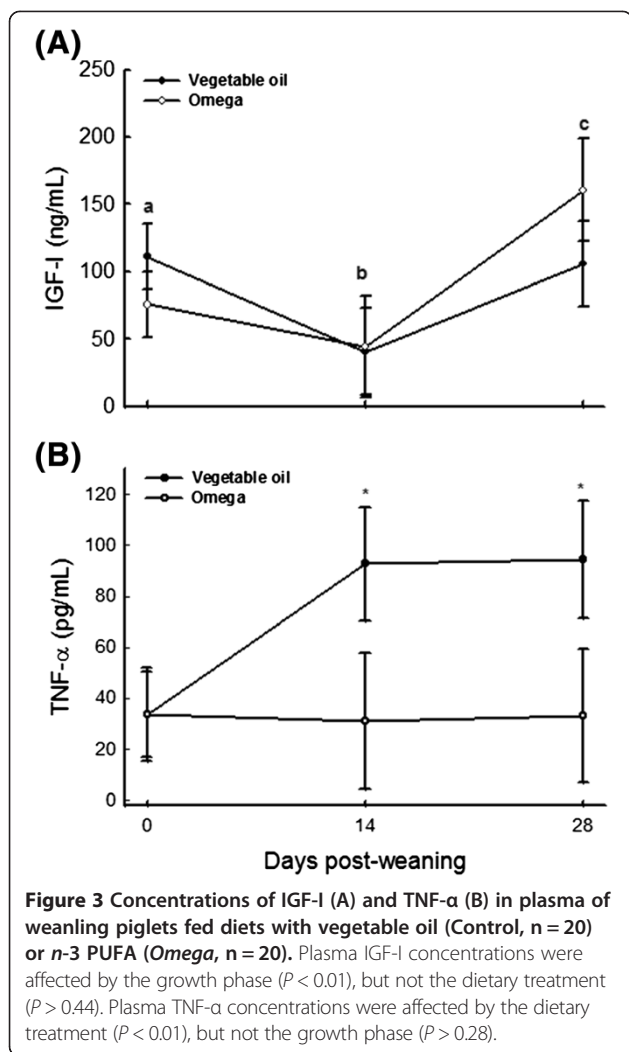 (A)
250
200
150
100
50
0
IGF-I (ng/mL)
Vegetable oil
Omega
a
b
c
(B)
120
100
80
60
40
20
0
TNF-α (pg/mL)
Vegetable oil
Omega
*
*
0
14
28
Days post-weaning
Figure 3 Concentrations of IGF-I (A) and TNF-α (B) in plasma of
weanling piglets fed diets with vegetable oil (Control, n = 20)
or n-3 PUFA (Omega, n = 20). Plasma IGF-I concentrations were
affected by the growth phase (P < 0.01), but not the dietary treatment
(P > 0.44). Plasma TNF-α concentrations were affected by the dietary
treatment (P < 0.01), but not the growth phase (P > 0.28).